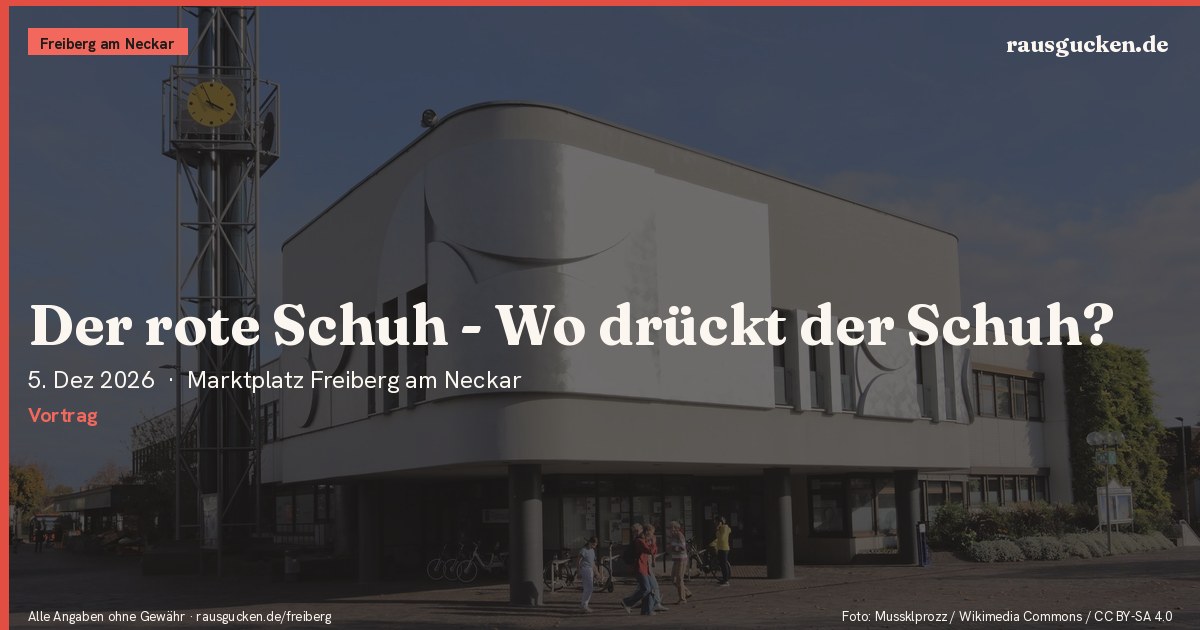 Freiberg am Neckar
rausgucken.de
Der rote Schuh - Wo drückt der Schuh?
5. Dez 2026 · Marktplatz Freiberg am Neckar
Vortrag
Alle Angaben ohne Gewähr · rausgucken.de/freiberg
Foto: Mussklprozz / Wikimedia Commons / CC BY-SA 4.0